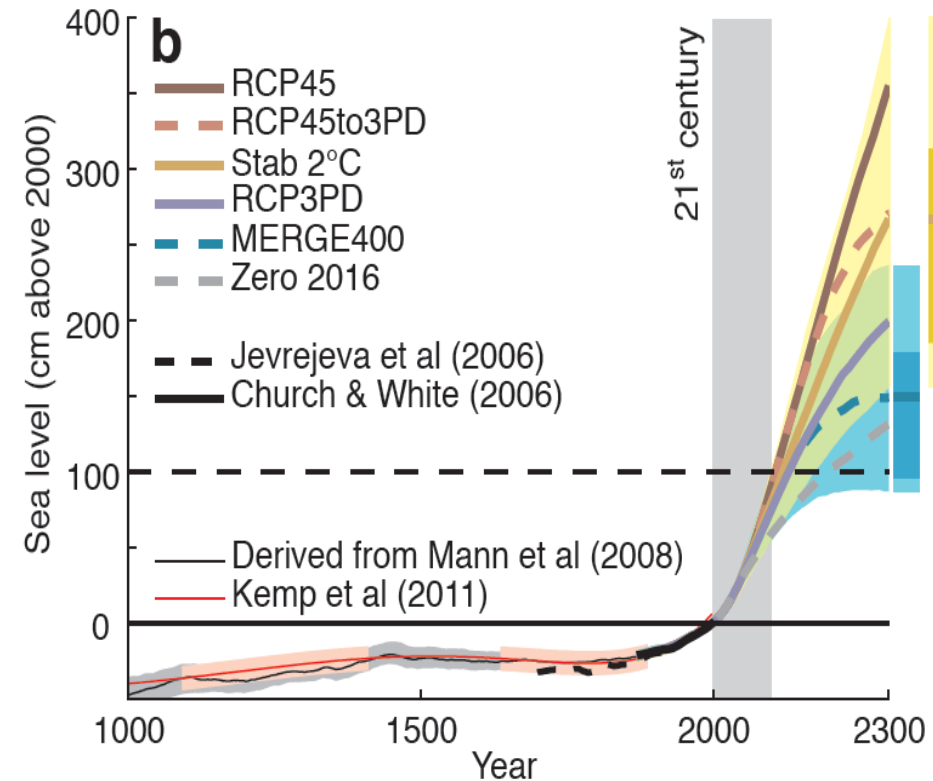 b
400
300
200
100
0
Sea level (cm above 2000)
RCP45
RCP45to3PD
Stab 2°C
RCP3PD
MERGE400
Zero 2016
Jevrejeva et al (2006)
Church & White (2006)
21st century
Derived from Mann et al (2008)
Kemp et al (2011)
1000 1500 2000 2300
Year